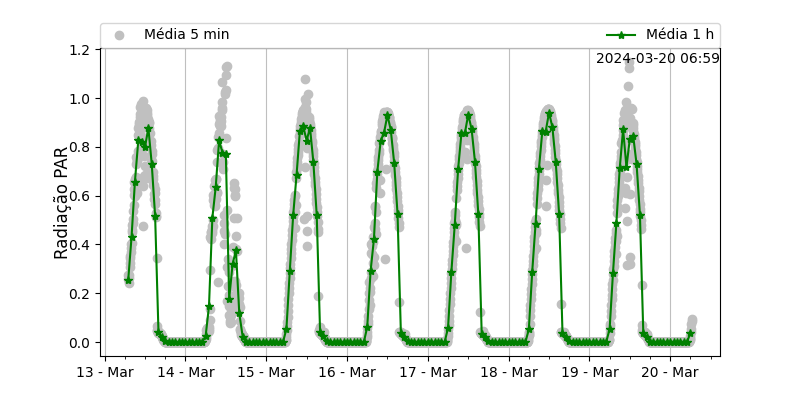 Média 5 min
Média 1 h
2024-03-20 06:59
Radiação PAR
1.2
1.0
0.8
0.6
0.4
0.2
0.0
13 - Mar
14 - Mar
15 - Mar
16 - Mar
17 - Mar
18 - Mar
19 - Mar
20 - Mar